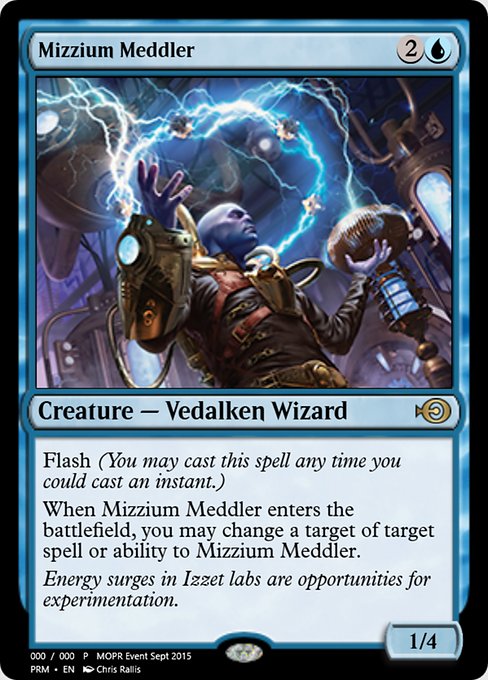 Mizzium Meddler 2
Creature — Vedalken Wizard
Flash (You may cast this spell any time you
could cast an instant.)
When Mizzium Meddler enters the
battlefield, you may change a target of target
spell or ability to Mizzium Meddler.
Energy surges in Izzet labs are opportunities for
experimentation.
1/4
000 / 000 P MOPR Event Sept 2015
PRM • EN Chris Rallis